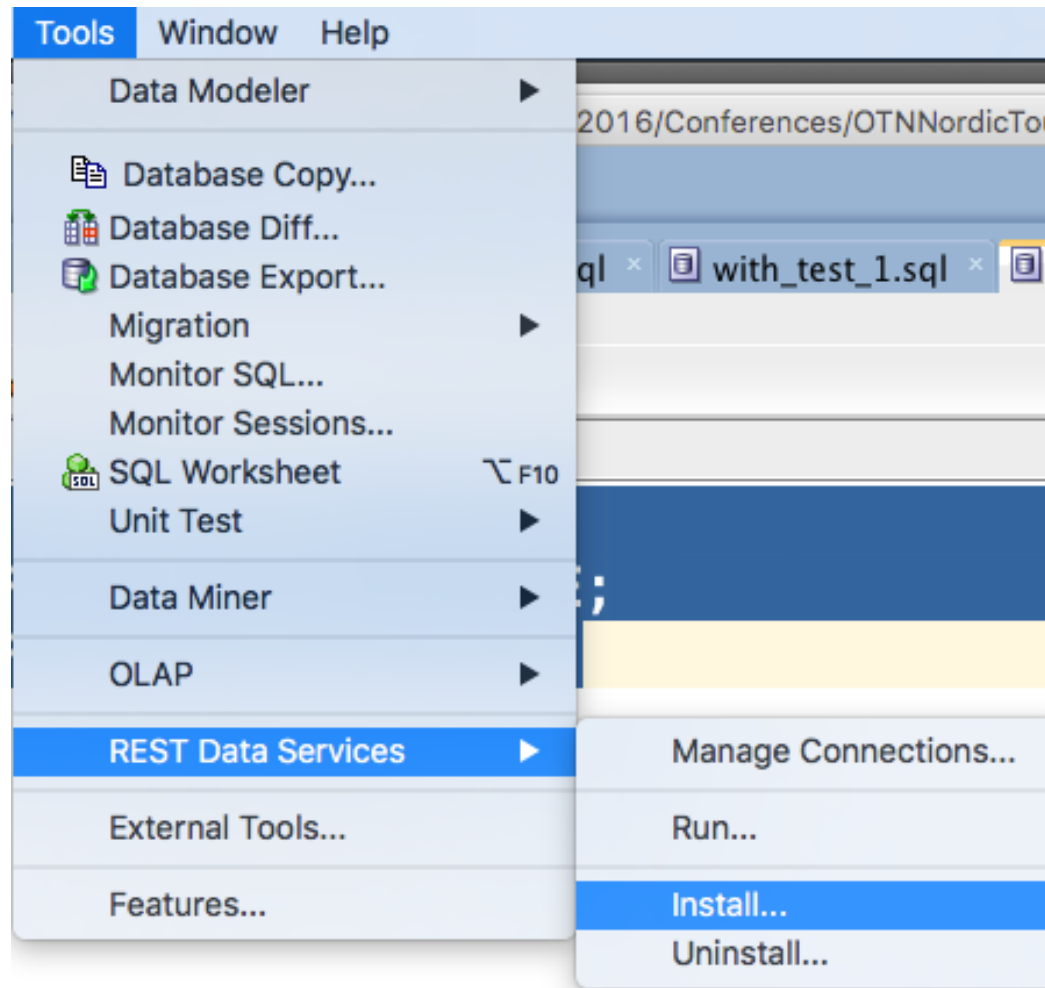 Tools Window Help
Data Modeler
2016/Conferences/OTNNordicTou
Database Copy...
Database Diff...
ql × with_test_1.sql ×
Database Export...
Migration
Monitor SQL...
Monitor Sessions...
SQL Worksheet ⌥F10
Unit Test
;
Data Miner
OLAP
REST Data Services
Manage Connections...
External Tools...
Run...
Features...
Install...
Uninstall...